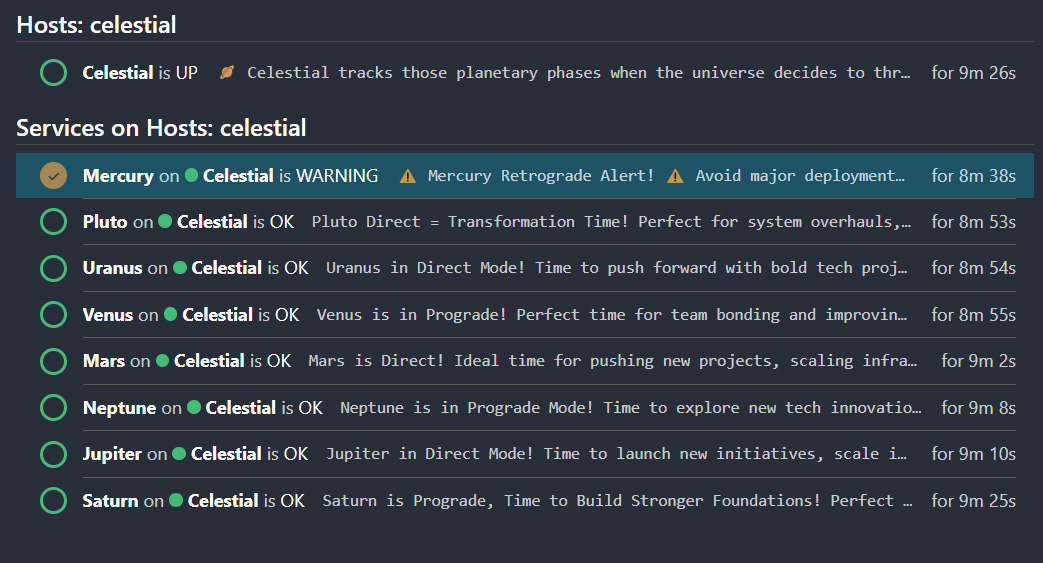 Hosts: celestial
Celestial is UP 🪐 Celestial tracks those planetary phases when the universe decides to thr… for 9m 26s
Services on Hosts: celestial
Mercury on Celestial is WARNING ⚠ Mercury Retrograde Alert! ⚠ Avoid major deployment… for 8m 38s
Pluto on Celestial is OK Pluto Direct = Transformation Time! Perfect for system overhauls,… for 8m 53s
Uranus on Celestial is OK Uranus in Direct Mode! Time to push forward with bold tech proj… for 8m 54s
Venus on Celestial is OK Venus is in Prograde! Perfect time for team bonding and improvin… for 8m 55s
Mars on Celestial is OK Mars is Direct! Ideal time for pushing new projects, scaling infra… for 9m 2s
Neptune on Celestial is OK Neptune is in Prograde Mode! Time to explore new tech innovatio… for 9m 8s
Jupiter on Celestial is OK Jupiter in Direct Mode! Time to launch new initiatives, scale i… for 9m 10s
Saturn on Celestial is OK Saturn is Prograde, Time to Build Stronger Foundations! Perfect … for 9m 25s